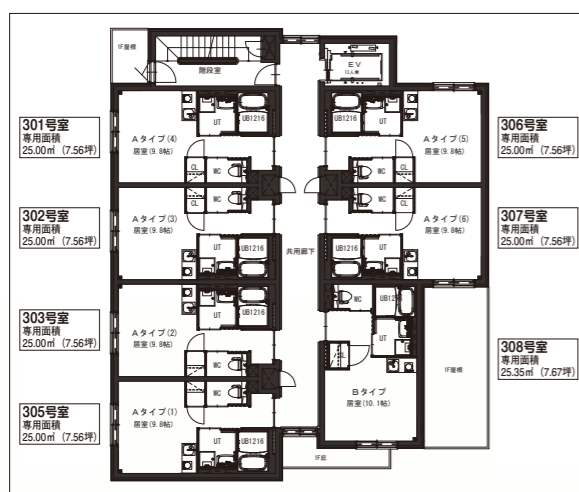 1F屋根
階段室
EV
12人乗
301号室
専用面積
25.00㎡ (7.56坪)
Aタイプ(4)
居室(9.8帖)
UT
UB1216
CL
WC
302号室
専用面積
25.00㎡ (7.56坪)
Aタイプ(3)
居室(9.8帖)
CL
WC
UT
UB1216
303号室
専用面積
25.00㎡ (7.56坪)
Aタイプ(2)
居室(9.8帖)
UT
UB1216
CL
WC
305号室
専用面積
25.00㎡ (7.56坪)
Aタイプ(1)
居室(9.8帖)
CL
WC
UT
UB1216
共用廊下
306号室
専用面積
25.00㎡ (7.56坪)
Aタイプ(5)
居室(9.8帖)
UB1216
UT
WC
CL
307号室
専用面積
25.00㎡ (7.56坪)
Aタイプ(6)
居室(9.8帖)
WC
CL
UB1216
UT
308号室
専用面積
25.35㎡ (7.67坪)
Bタイプ
居室(10.1帖)
WC
UB1216
UT
CL
1F屋根
1F庇